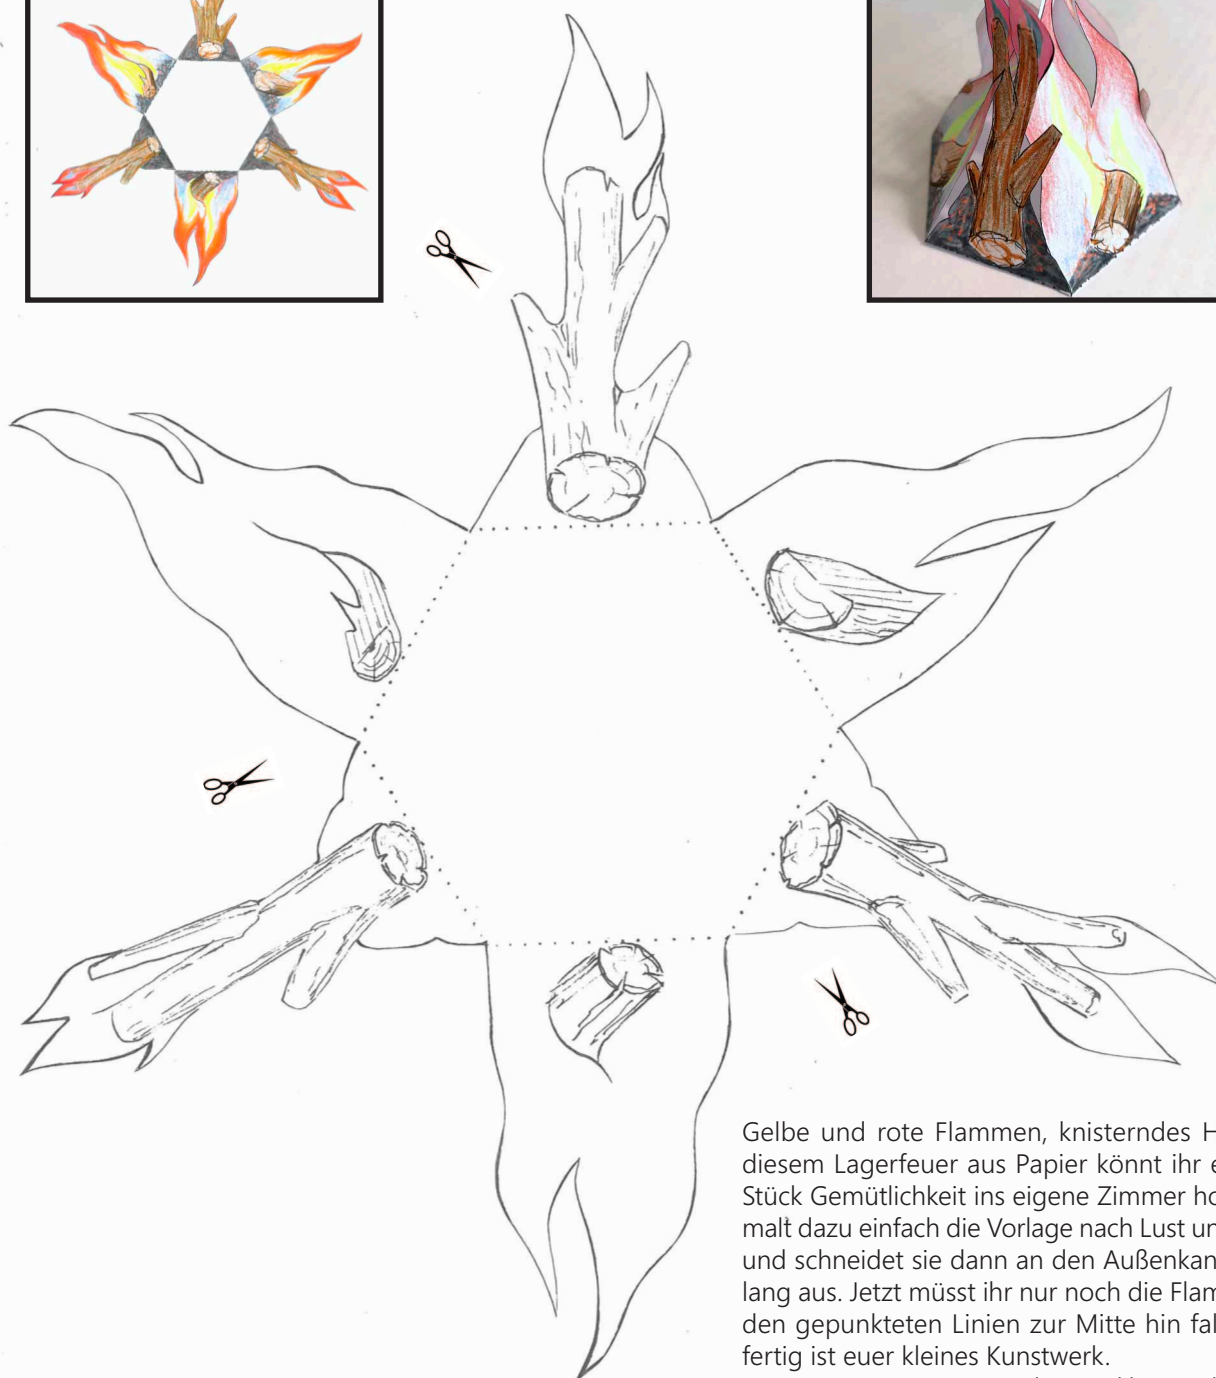 Gelbe und rote Flammen, knisterndes
diesem Lagerfeuer aus Papier könnt ihr
Stück Gemütlichkeit ins eigene Zimmer
malt dazu einfach die Vorlage nach Lust
und schneidet sie dann an den Außenkan
lang aus. Jetzt müsst ihr nur noch die Flam
den gepunkteten Linien zur Mitte hin fal
fertig ist euer kleines Kunstwerk.